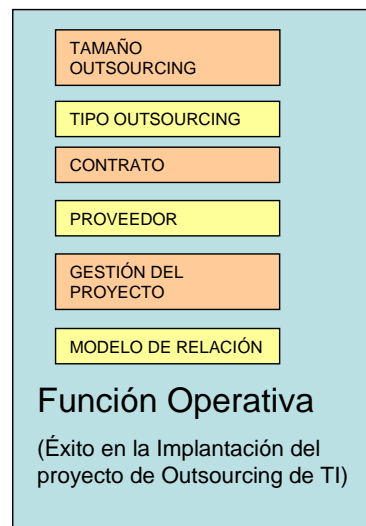 TAMAÑO
OUTSOURCING
TIPO OUTSOURCING
CONTRATO
PROVEEDOR
GESTIÓN DEL
PROYECTO
MODELO DE RELACIÓN
Función Operativa
(Éxito en la Implantación del
proyecto de Outsourcing de TI)